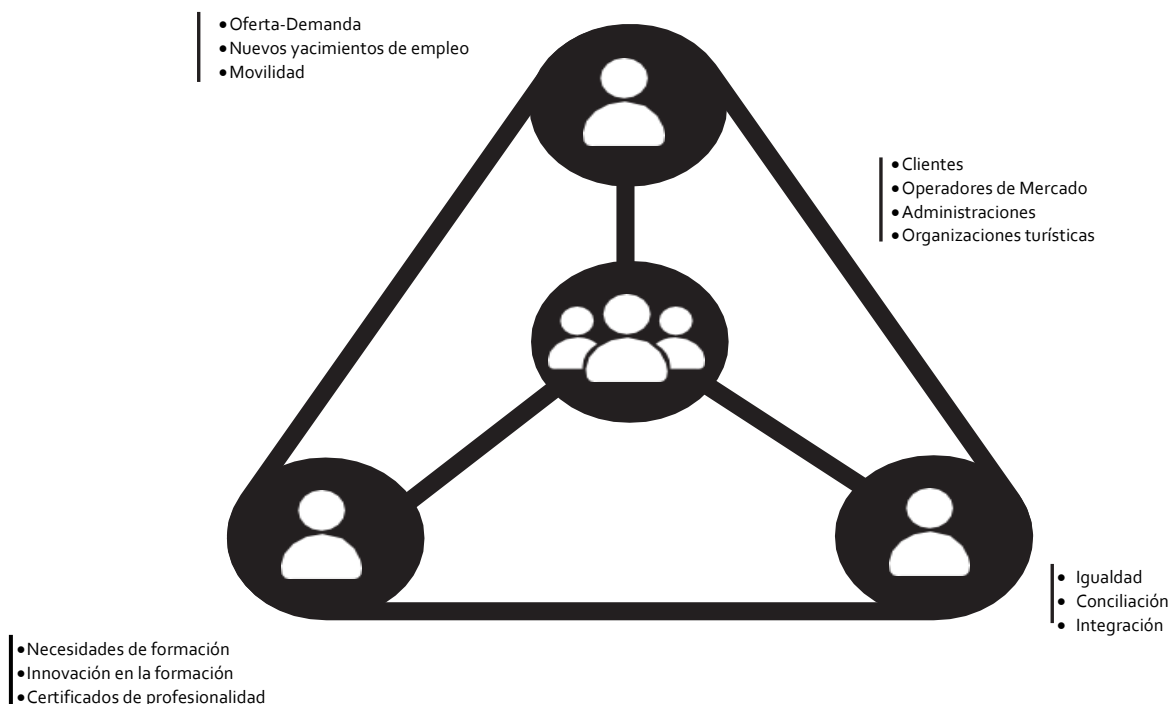 • Oferta-Demanda
• Nuevos yacimientos de empleo
• Movilidad
• Clientes
• Operadores de Mercado
• Administraciones
• Organizaciones turísticas
• Igualdad
• Conciliación
• Integración
• Necesidades de formación
• Innovación en la formación
• Certificados de profesionalidad